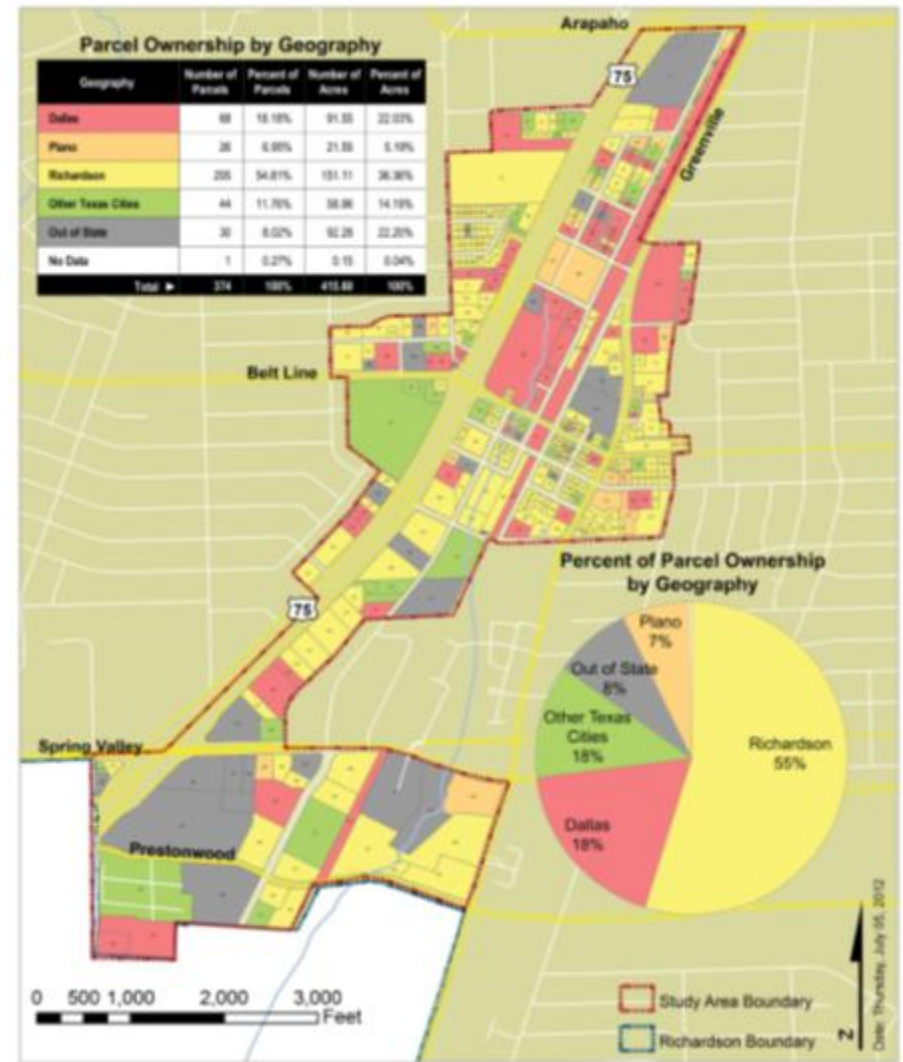 Arapaho
Parcel Ownership by Geography
75
Geography Number of Parcels Percent of Parcels Number of Acres Percent of Acres
Dallas 68 18.18% 91.55 22.03%
Plano 26 6.95% 21.55 5.19%
Richardson 205 54.81% 151.11 36.36%
Other Texas Cities 44 11.76% 58.96 14.19%
Out of State 30 8.02% 92.28 22.20%
No Data 1 0.27% 0.15 0.04%
Total ► 374 100% 415.60 100%
Greenville
Belt Line
Percent of Parcel Ownership
by Geography
75
Plano
7%
Out of State
8%
Other Texas
Cities
18%
Richardson
55%
Dallas
18%
Spring Valley
Prestonwood
0 500 1,000 2,000 3,000
Feet
Study Area Boundary
Richardson Boundary
N
Date: Thursday, July 05, 2012